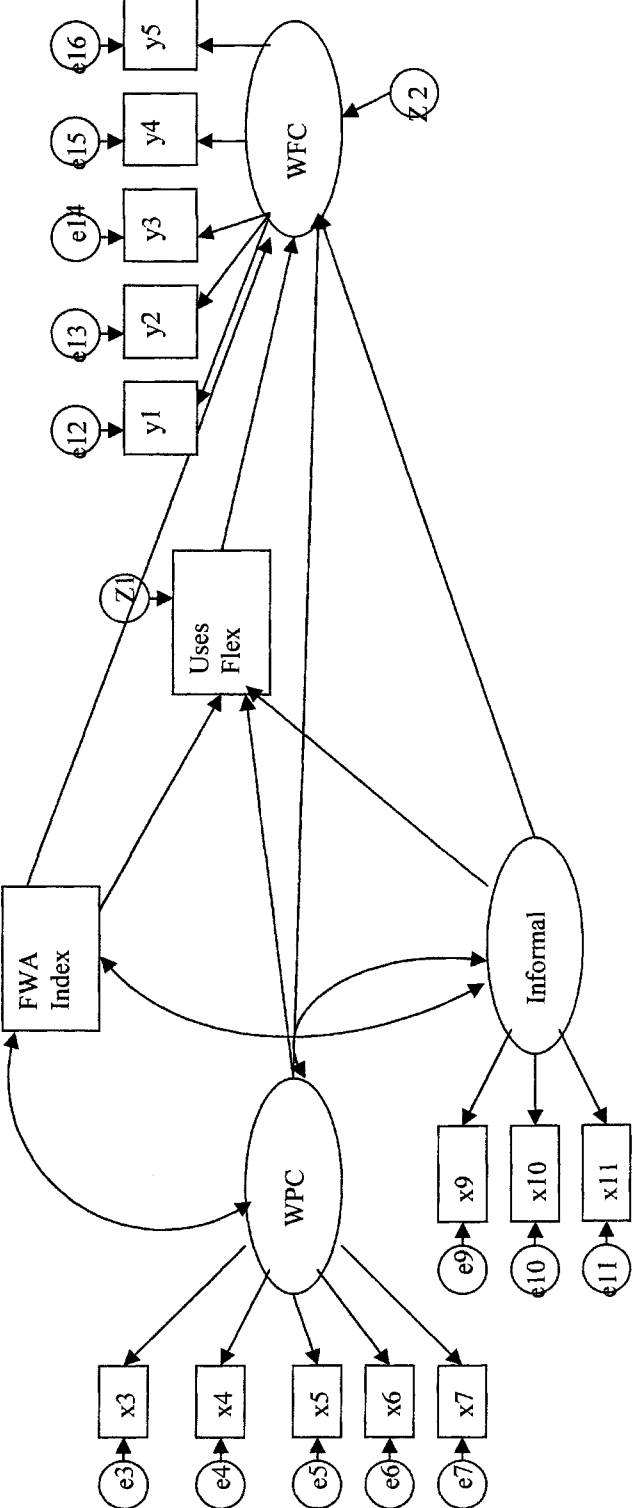 FWA
Index
Uses
Flex
Z1
WPC
Informal
WFC
Z 2
e3
x3
e4
x4
e5
x5
e6
x6
e7
x7
e9
x9
e10
x10
e11
x11
e12
y1
e13
y2
e14
y3
e15
y4
e16
y5